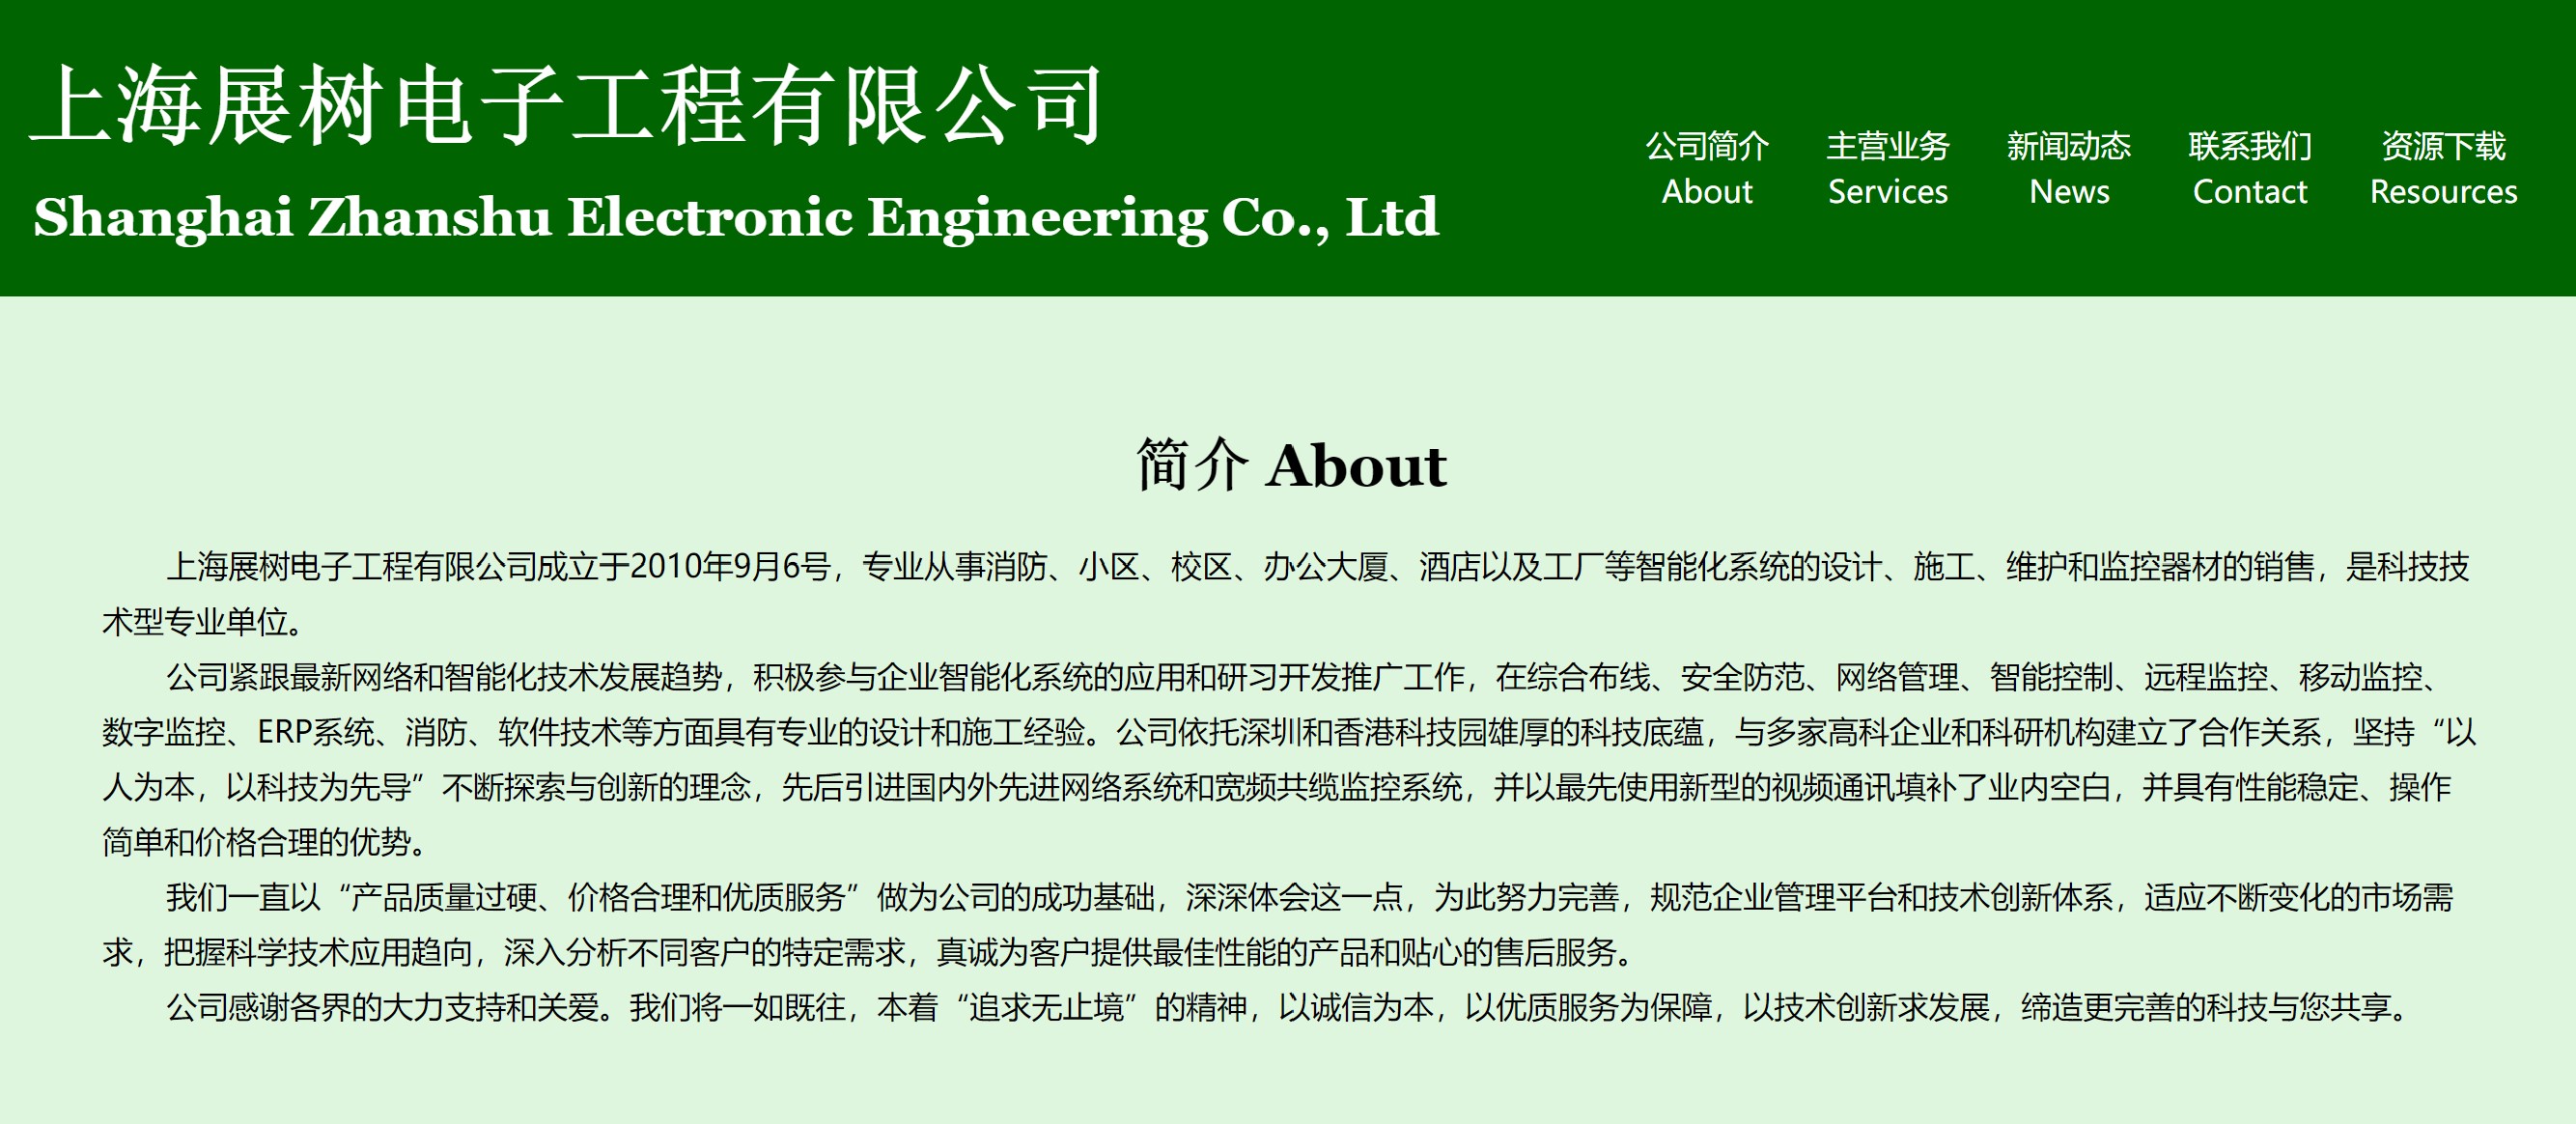 上海展树电子工程有限公司
Shanghai Zhanshu Electronic Engineering Co., Ltd
公司简介 主营业务 新闻动态 联系我们 资源下载
About Services News Contact Resources
简介 About
上海展树电子工程有限公司成立于2010年9月6号，专业从事消防、小区、校区、办公大厦、酒店以及工厂等智能化系统的设计、施工、维护和监控器材的销售，是科技技
术型专业单位。
公司紧跟最新网络和智能化技术发展趋势，积极参与企业智能化系统的应用和研习开发推广工作，在综合布线、安全防范、网络管理、智能控制、远程监控、移动监控、
数字监控、ERP系统、消防、软件技术等方面具有专业的设计和施工经验。公司依托深圳和香港科技园雄厚的科技底蕴，与多家高科企业和科研机构建立了合作关系，坚持“以
人为本，以科技为先导”不断探索与创新的理念，先后引进国内外先进网络系统和宽频共缆监控系统，并以最先使用新型的视频通讯填补了业内空白，并具有性能稳定、操作
简单和价格合理的优势。
我们一直以“产品质量过硬、价格合理和优质服务”做为公司的成功基础，深深体会这一点，为此努力完善，规范企业管理平台和技术创新体系，适应不断变化的市场需
求，把握科学技术应用趋向，深入分析不同客户的特定需求，真诚为客户提供最佳性能的产品和贴心的售后服务。
公司感谢各界的大力支持和关爱。我们将一如既往，本着“追求无止境”的精神，以诚信为本，以优质服务为保障，以技术创新求发展，缔造更完善的科技与您共享。